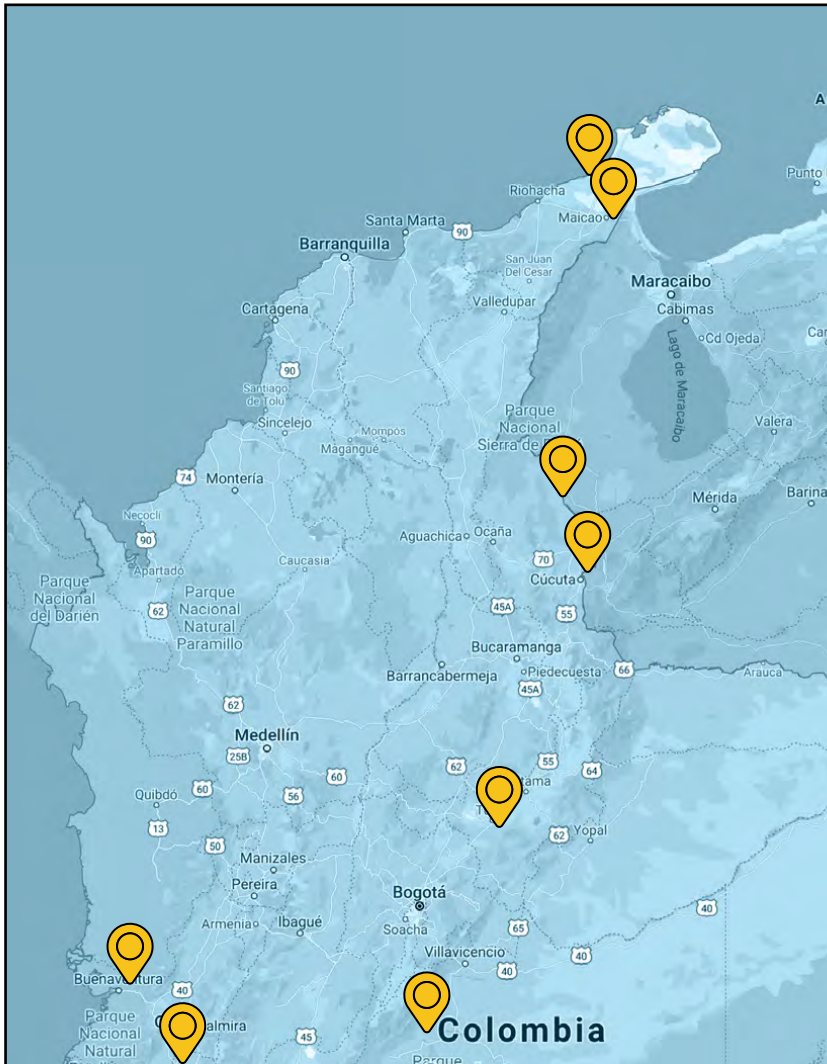 A
Punto
Riohacha
Santa Marta
Maicao
90
Barranquilla
San Juan
Del Cesar
Maracaibo
Valledupar
Cabimas
Cartagena
Cd Ojeda
Lago de Maracaibo
90
Santiago
de Tolú
Parque
Nacional
Sierra de
Sincelejo
Mompós
Magangué
Valera
74
Montería
Mérida
Barina
Necoclí
90
Aguachica
Ocaña
70
Caucasia
Apartadó
Cúcuta
Parque
Nacional
del Darién
Parque
Nacional
Natural
Paramillo
62
45A
55
Bucaramanga
66
Barrancabermeja
Piedecuesta
Arauca
45A
62
Medellín
25B
55
62
64
60
60
tama
Quibdó
56
13
62
Yopal
50
Manizales
Pereira
Bogotá
40
Armenia
Ibagué
Soacha
65
Villavicencio
40
40
Buenaventura
40
Parque
Nacional
Natural
almira
45
Colombia
Parque